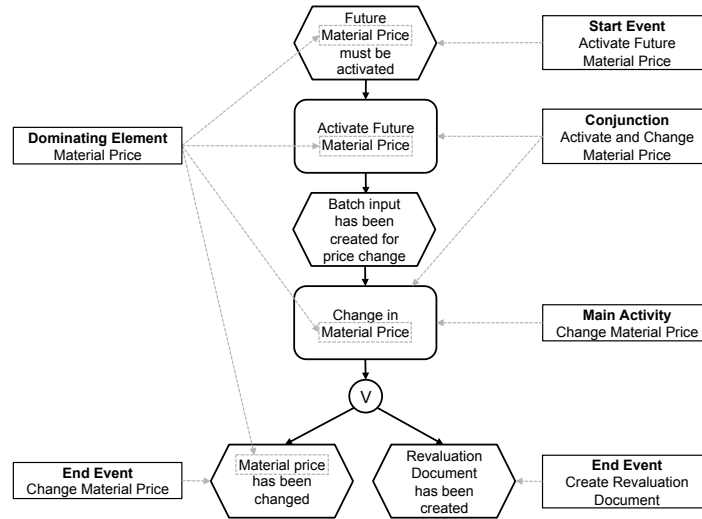 Future
Material Price
must be
activated
Start Event
Activate Future
Material Price
Dominating Element
Material Price
Activate Future
Material Price
Conjunction
Activate and Change
Material Price
Batch input
has been
created for
price change
Change in
Material Price
Main Activity
Change Material Price
V
End Event
Change Material Price
Material price
has been
changed
Revaluation
Document
has been
created
End Event
Create Revaluation
Document